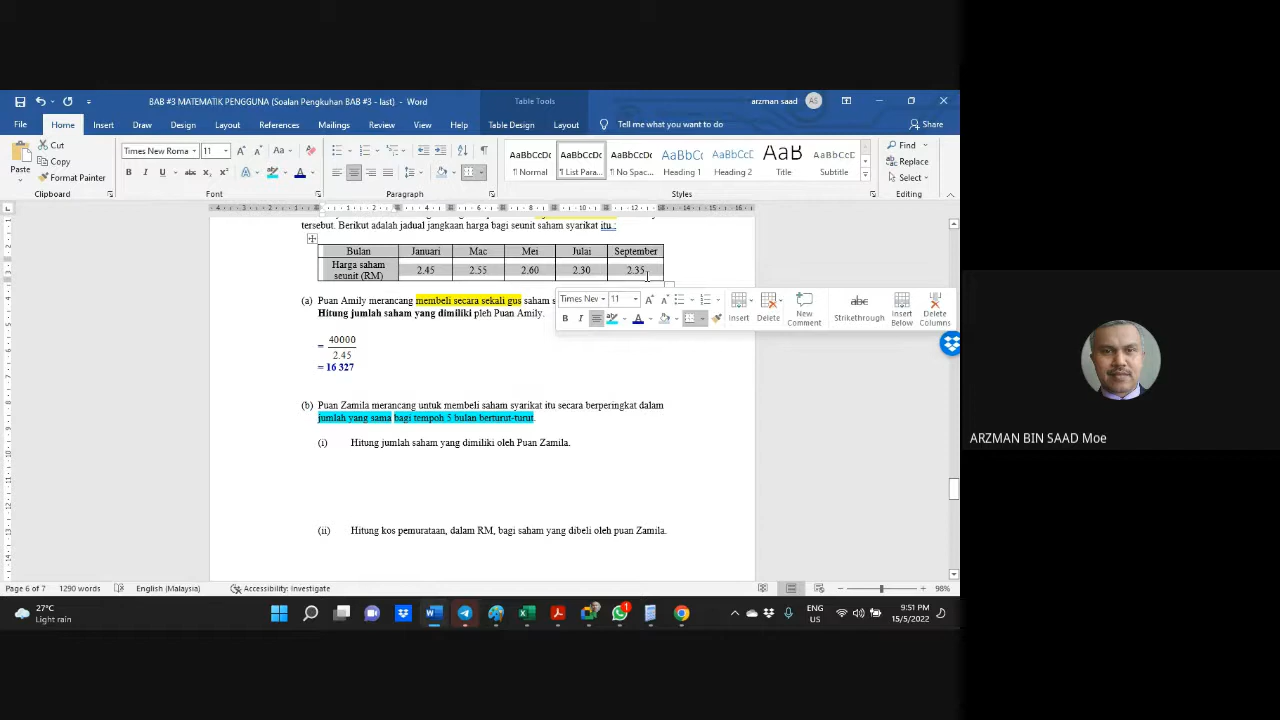 BAB #3 MATEMATIK PENGGUNA (Soalan Pengkuhan BAB #3 - last) - Word
Table Tools
arzman saad
AS
File Home Insert Draw Design Layout References Mailings Review View Help Table Design Layout Tell me what you want to do Share
Paste
Cut
Copy
Format Painter
Clipboard
Times New Roma 11
Font
Paragraph
AaBbCcDc AaBbCcDc AaBbCcDc AaBbC AaBbCcC AaB AaBbCcD
¶ Normal ¶ List Para... ¶ No Spac... Heading 1 Heading 2 Title Subtitle
Styles
Find
Replace
Select
Editing
tersebut. Berikut adalah jadual jangkaan harga bagi seunit saham syarikat itu :
Bulan Januari Mac Mei Julai September
Harga saham seunit (RM) 2.45 2.55 2.60 2.30 2.35
(a) Puan Amily merancang membeli secara sekali gus saham s
Hitung jumlah saham yang dimiliki pleh Puan Amily.
= 40000
2.45
= 16 327
Times Nev 11
Insert Delete New Comment Strikethrough Insert Below Delete Columns
(b) Puan Zamila merancang untuk membeli saham syarikat itu secara berperingkat dalam
jumlah yang sama bagi tempoh 5 bulan berturut-turut.
(i) Hitung jumlah saham yang dimiliki oleh Puan Zamila.
(ii) Hitung kos pemurataan, dalam RM, bagi saham yang dibeli oleh puan Zamila.
ARZMAN BIN SAAD Moe
Page 6 of 7 1290 words English (Malaysia) Accessibility: Investigate 98%
27°C
Light rain
ENG
US
9:51 PM
15/5/2022